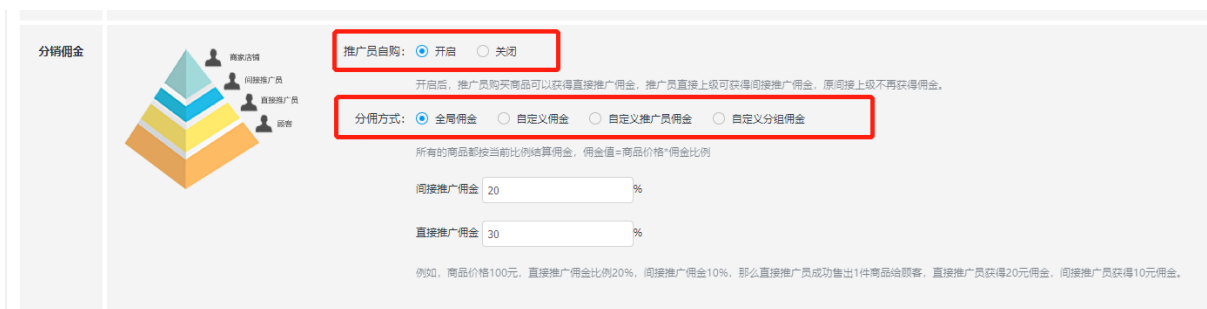 分销佣金
商家店铺
间接推广员
直接推广员
顾客
推广员自购： 开启 关闭
开启后，推广员购买商品可以获得直接推广佣金，推广员直接上级可获得间接推广佣金，原间接上级不再获得佣金。
分佣方式： 全局佣金 自定义佣金 自定义推广员佣金 自定义分组佣金
所有的商品都按当前比例结算佣金，佣金值=商品价格*佣金比例
间接推广佣金 20 %
直接推广佣金 30 %
例如，商品价格100元，直接推广佣金比例20%，间接推广佣金10%，那么直接推广员成功售出1件商品给顾客，直接推广员获得20元佣金，间接推广员获得10元佣金。